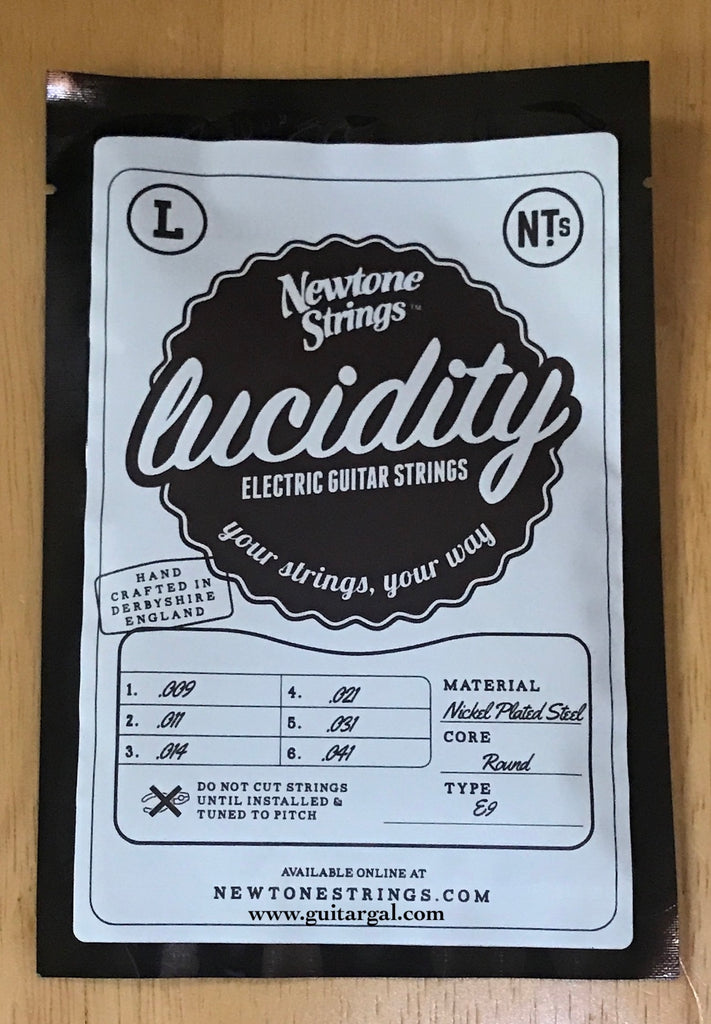 L
NTs
Newtone
Strings™
lucidity
ELECTRIC GUITAR STRINGS
your strings, your way
HAND
CRAFTED IN
DERBYSHIRE
ENGLAND
1. .009
2. .011
3. .014
4. .021
5. .031
6. .041
MATERIAL
Nickel Plated Steel
CORE
Round
TYPE
E9
DO NOT CUT STRINGS
UNTIL INSTALLED &
TUNED TO PITCH
AVAILABLE ONLINE AT
NEWTONESTRINGS.COM
www.guitargal.com